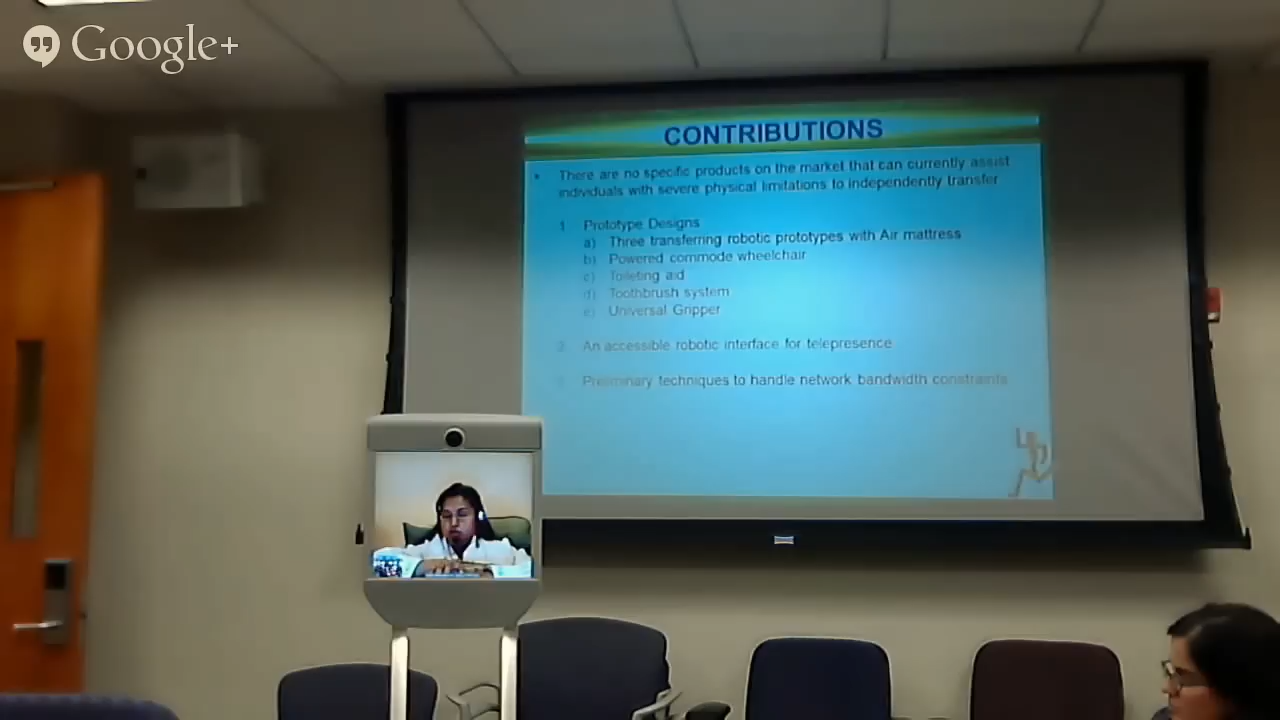 Google+
CONTRIBUTIONS
• There are no specific products on the market that can currently assist
individuals with severe physical limitations to independently transfer
1. Prototype Designs
a) Three transferring robotic prototypes with Air mattress
b) Powered commode wheelchair
c) Toileting aid
d) Toothbrush system
e) Universal Gripper
2. An accessible robotic interface for telepresence
3. Preliminary techniques to handle network bandwidth constraints